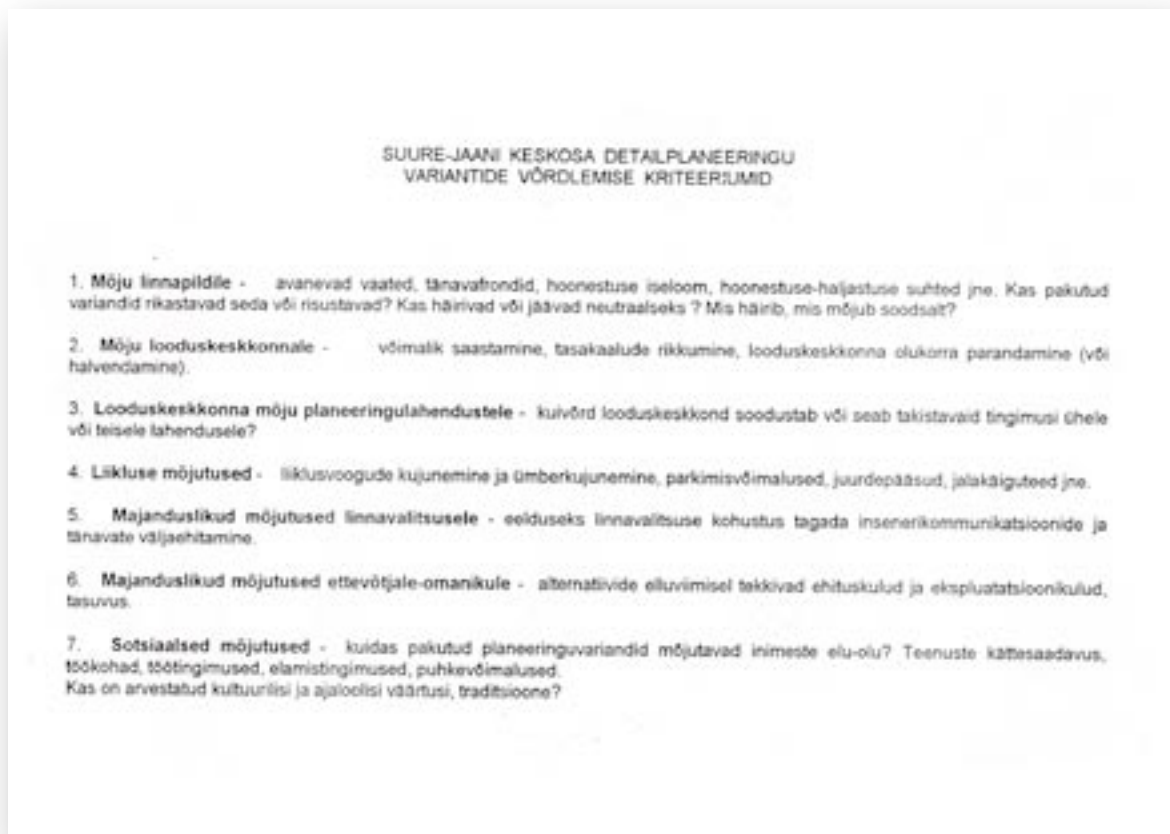 SUURE-JAANI KESKOSA DETAILPLANEERINGU
VARIANTIDE VÕRDLEMISE KRITEERIUMID
1. Mõju linnapildile - avanevad vaated, tänavafrondid, hoonestuse iseloom, hoonestuse-haljastuse suhted jne. Kas pakutud
variandid rikastavad seda või risustavad? Kas häirivad või jäävad neutraalseks ? Mis häirib, mis mõjub soodsalt?
2. Mõju looduskeskkonnale - võimalik saastamine, tasakaalude rikkumine, looduskeskkonna olukorra parandamine (või
halvendamine).
3. Looduskeskkonna mõju planeeringulahendustele - kuivõrd looduskeskkond soodustab või seab takistavaid tingimusi ühele
või teisele lahendusele?
4. Liikluse mõjutused - liiklusvoogude kujunemine ja ümberkujunemine, parkimisvõimalused, juurdepääsud, jalakäiguteed jne.
5. Majanduslikud mõjutused linnavalitsusele - eelduseks linnavalitsuse kohustus tagada insenerikommunikatsioonide ja
tänavate väljaehitamine.
6. Majanduslikud mõjutused ettevõtjale-omanikule - alternatiivide elluviimisel tekkivad ehituskulud ja ekspluatatsioonikulud,
tasuvus.
7. Sotsiaalsed mõjutused - kuidas pakutud planeeringuvariandid mõjutavad inimeste elu-olu? Teenuste kättesaadavus,
töökohad, töötingimused, elamistingimused, puhkevõimalused.
Kas on arvestatud kultuurilisi ja ajaloolisi väärtusi, traditsioone?